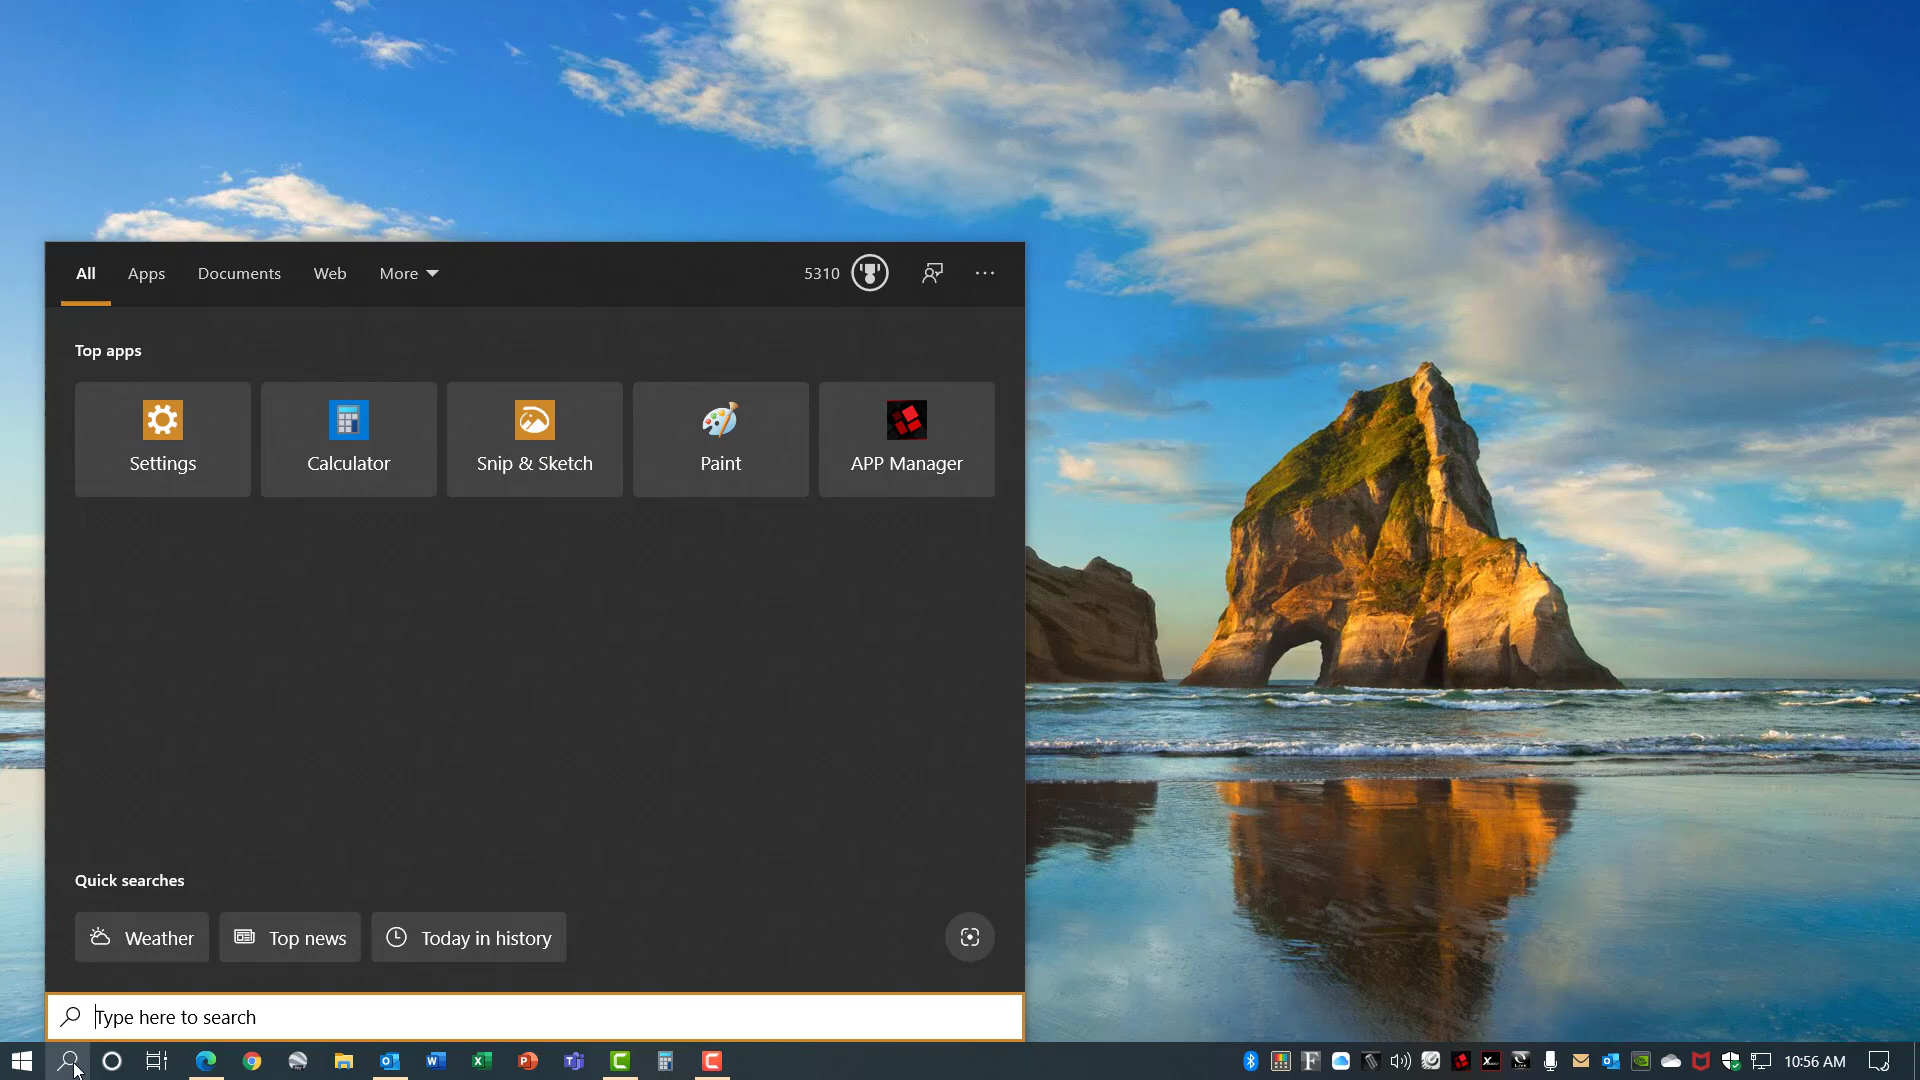 All Apps Documents Web More 5310
Top apps
Settings Calculator Snip & Sketch Paint APP Manager
Quick searches
Weather Top news Today in history
Type here to search
10:56 AM